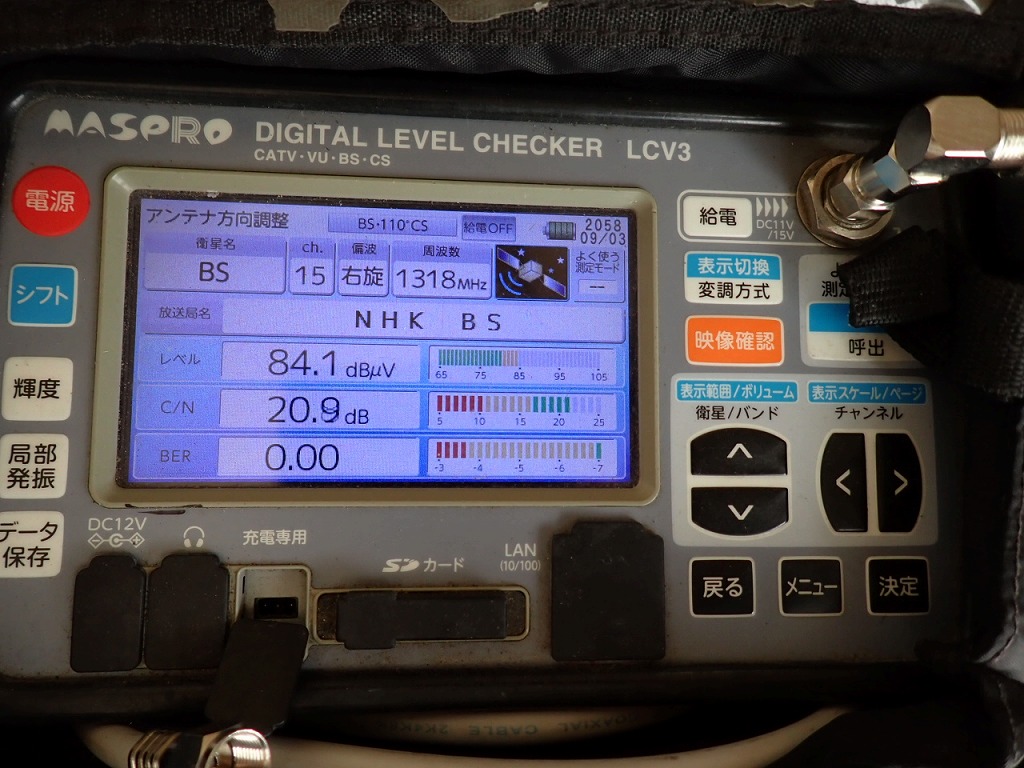 MASPRO DIGITAL LEVEL CHECKER LCV3
CATV・VU・BS・CS
電源
シフト
輝度
局部
発振
データ
保存
アンテナ方向調整
BS・110°CS
給電OFF
2058
09/03
衛星名
BS
ch.
15
偏波
右旋
周波数
1318MHz
よく使う
測定モード
--
放送局名
NHK BS
レベル
84.1 dBμV
65 75 85 95 105
C/N
20.9 dB
5 10 15 20 25
BER
0.00
-3 -4 -5 -6 -7
給電
DC11V
/15V
表示切換
変調方式
測定
呼出
映像確認
表示範囲/ボリューム
衛星/バンド
表示スケール/ページ
チャンネル
戻る
メニュー
決定
DC12V
充電専用
SDカード
LAN
(10/100)
CABLE